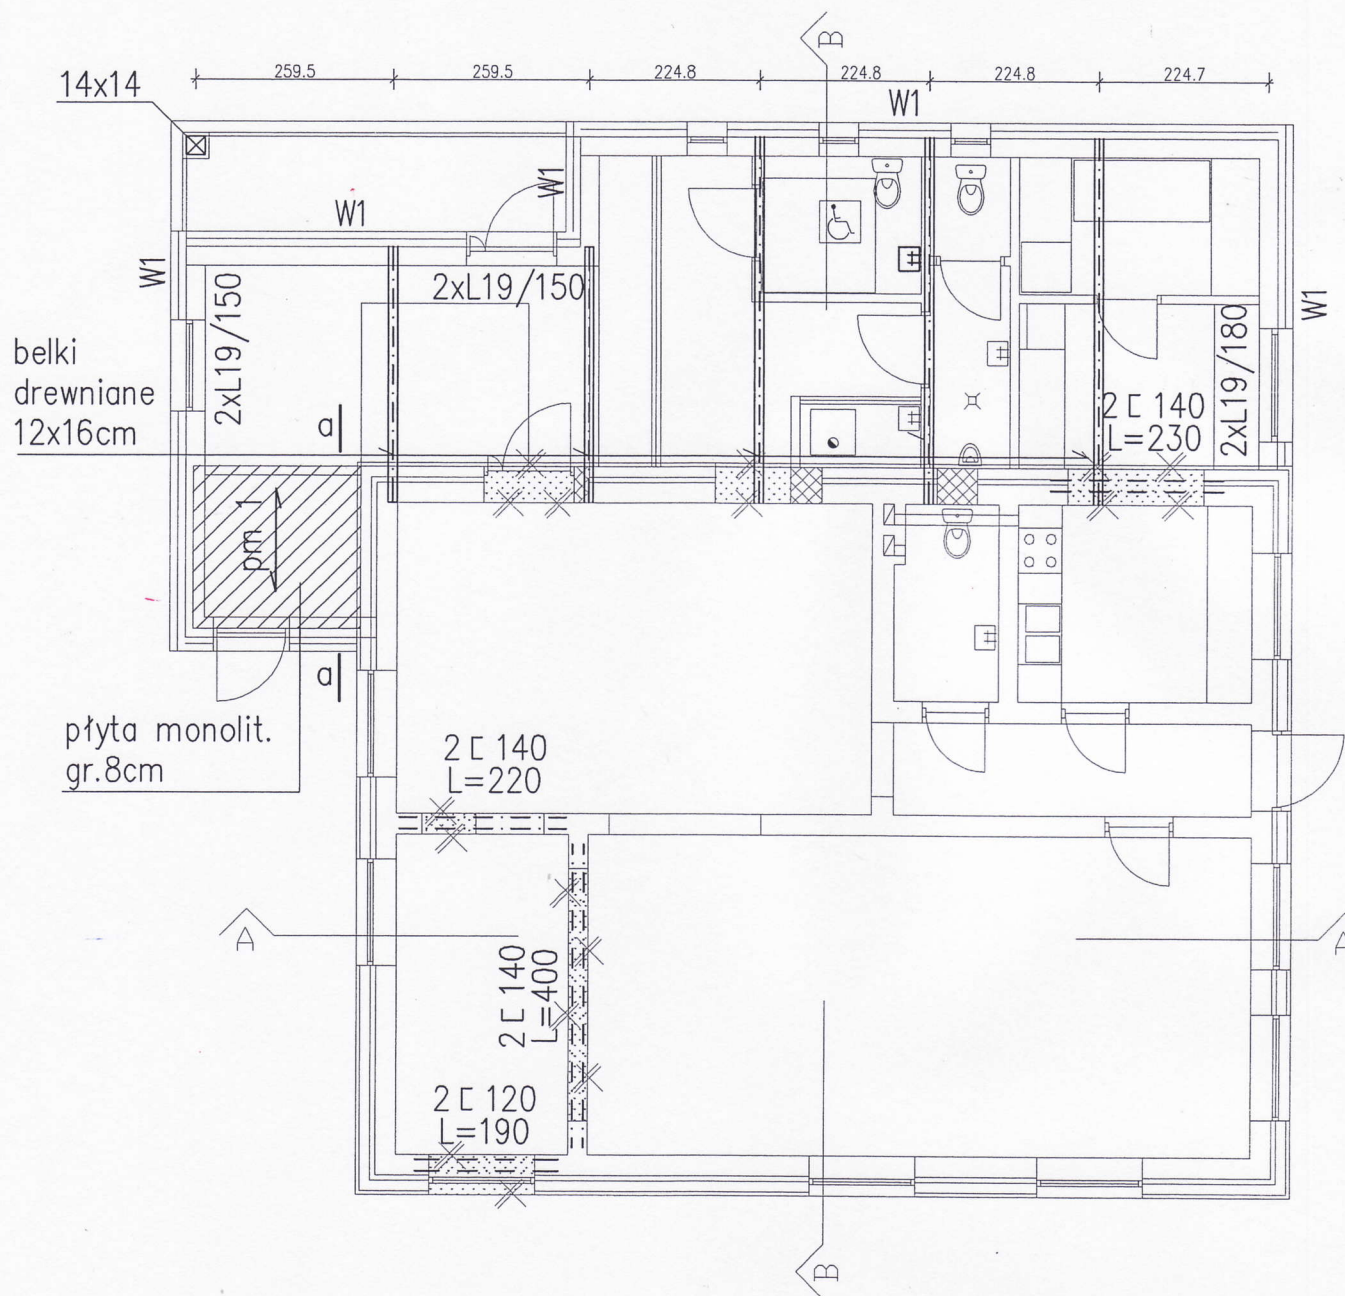 B
259.5
259.5
224.8
224.8
224.8
224.7
14x14
W1
W1
W1
W1
W1
2xL19/150
2xL19/150
2xL19/180
belki
drewniane
12x16cm
a
2 [ 140
L=230
pm 1
a
płyta monolit.
gr.8cm
2 [ 140
L=220
A
A
2 [ 140
L=400
2 [ 120
L=190
B